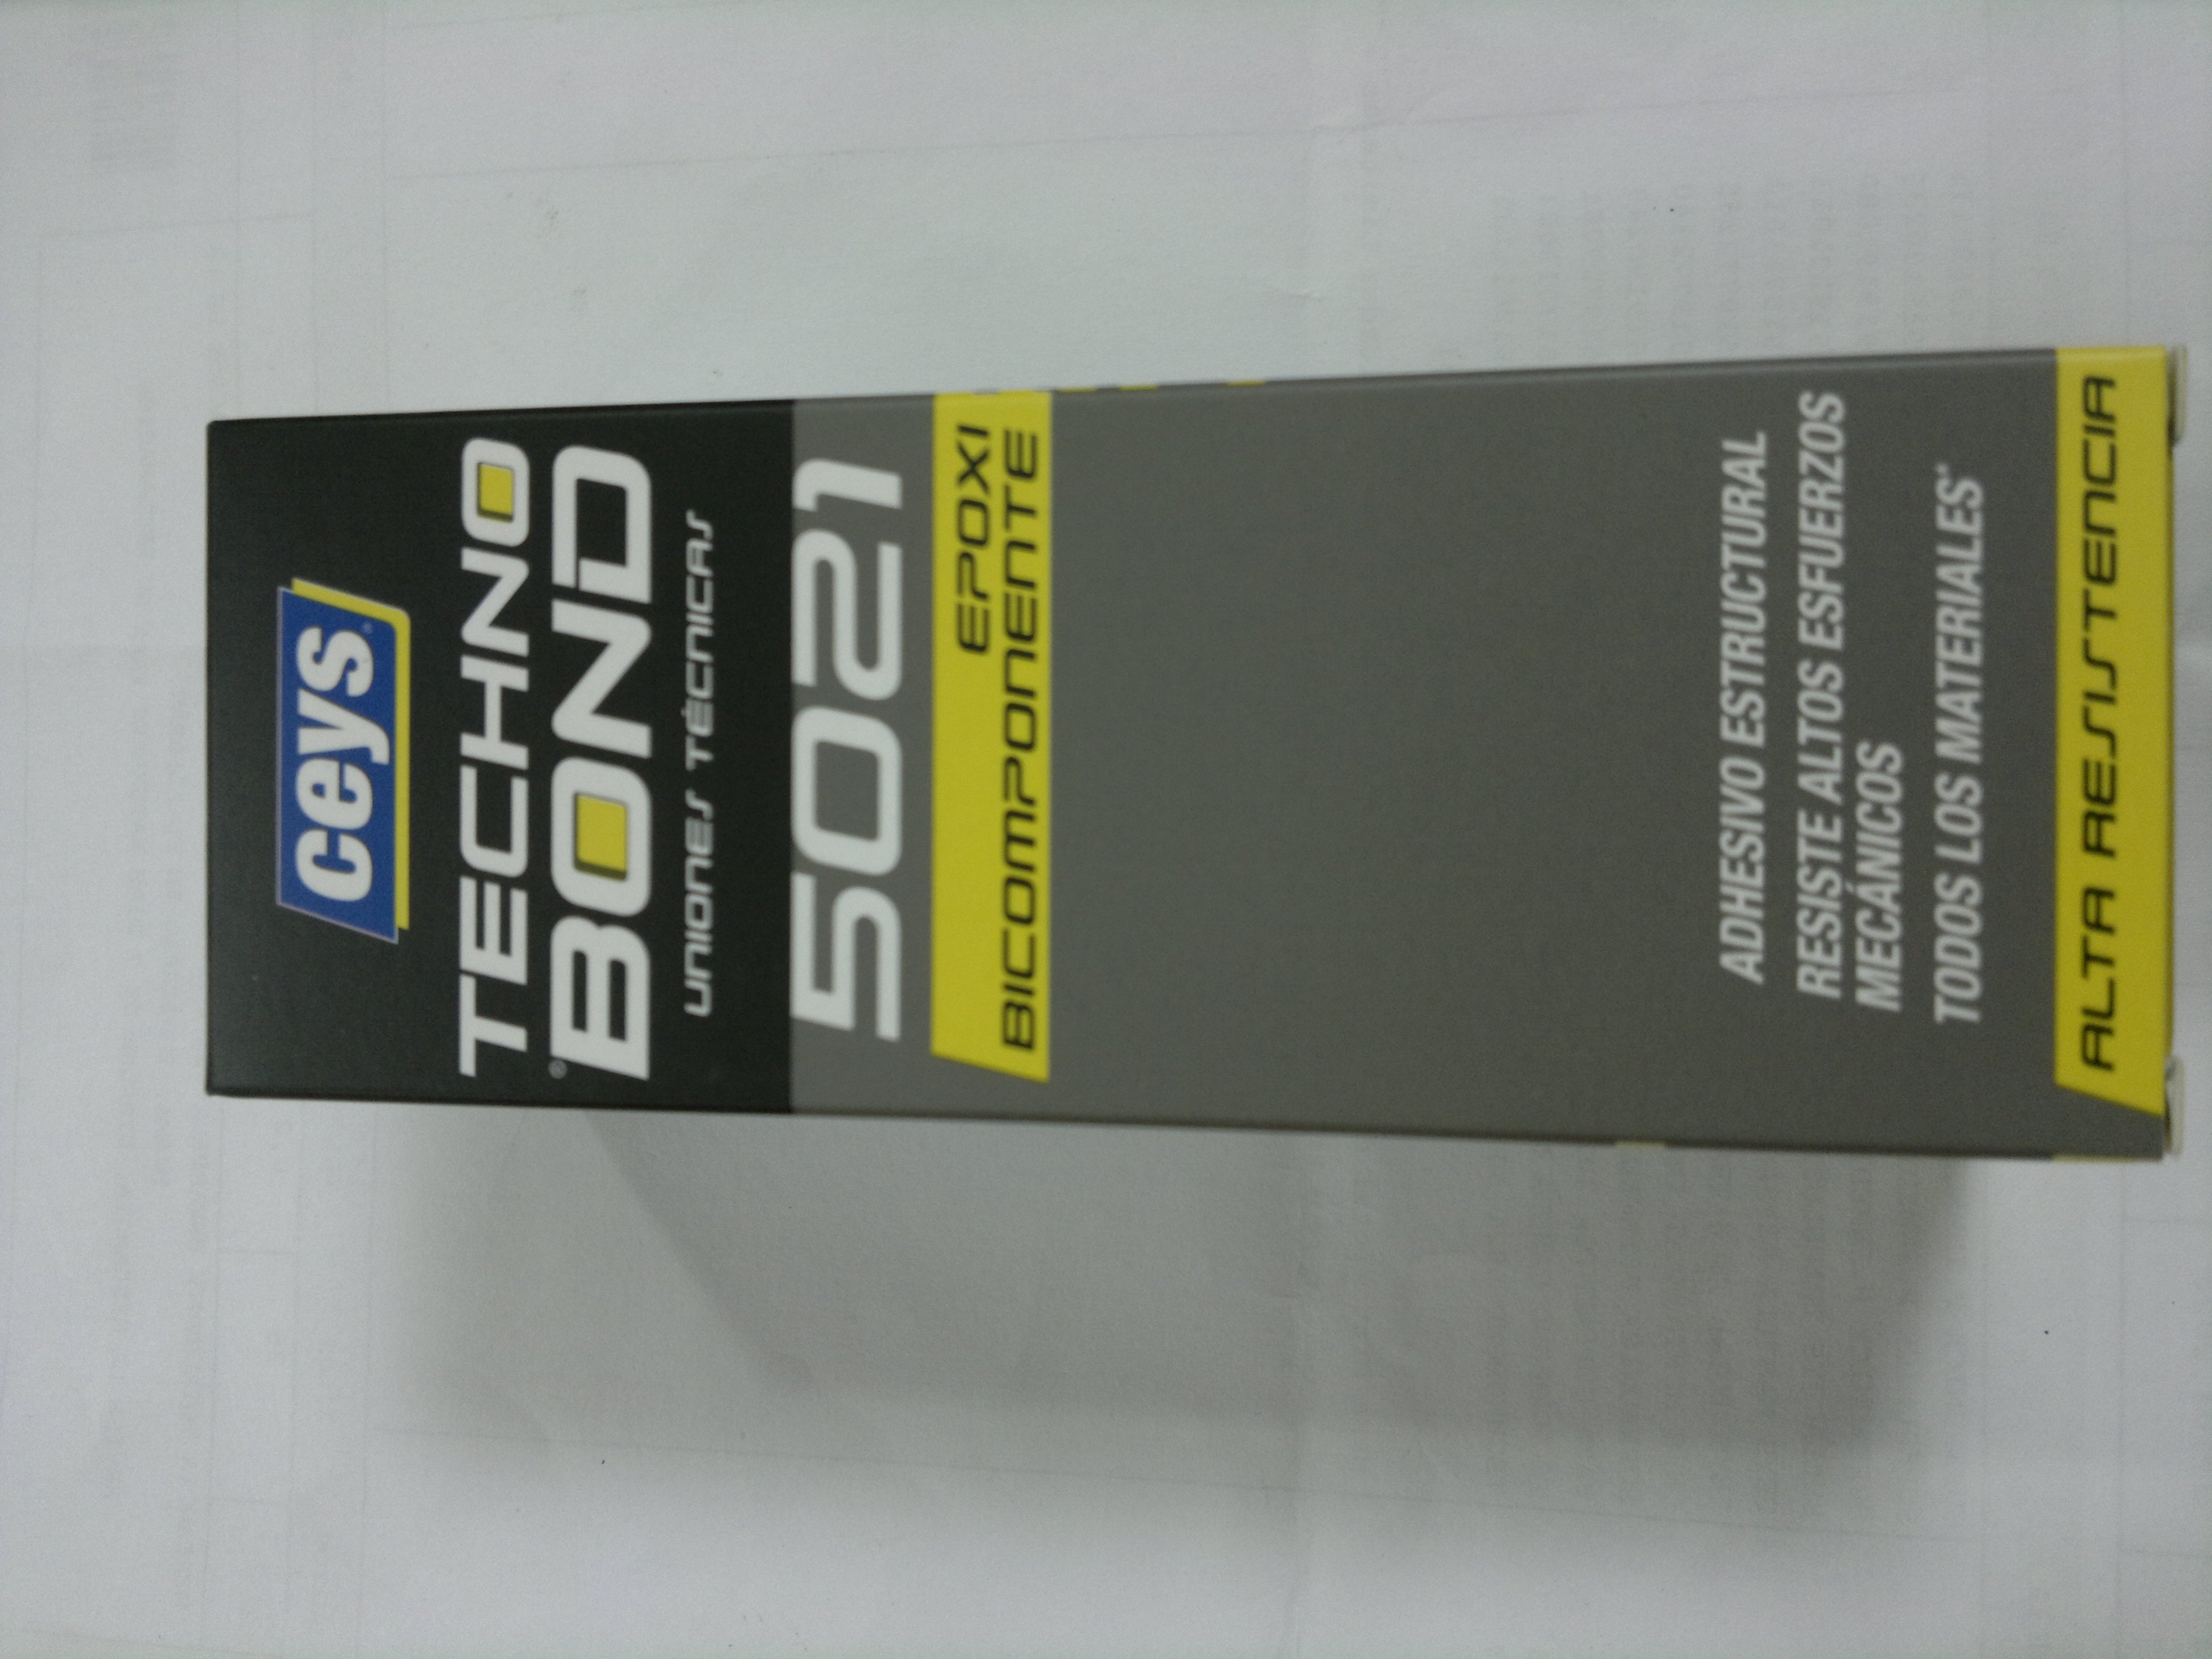 ceys
TECHNO
BOND
UNIONES TÉCNICAS
5021
EPOXI
BICOMPONENTE
ADHESIVO ESTRUCTURAL
RESISTE ALTOS ESFUERZOS
MECÁNICOS
TODOS LOS MATERIALES*
ALTA RESISTENCIA